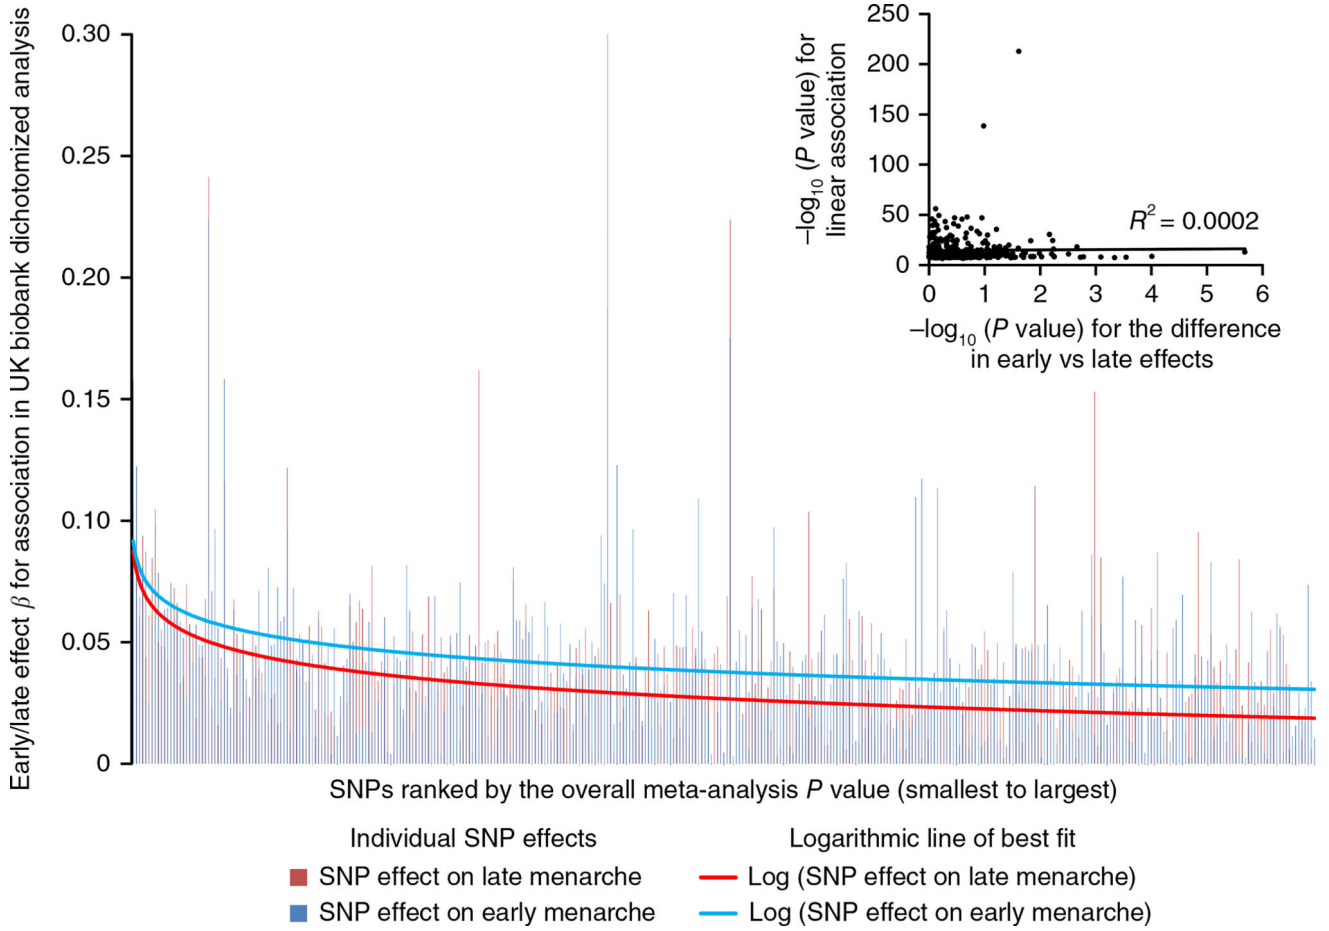 Early/late effect β for association in UK biobank dichotomized analysis
0.30
0.25
0.20
0.15
0.10
0.05
0
SNPs ranked by the overall meta-analysis P value (smallest to largest)
–log10 (P value) for
linear association
250
200
150
100
50
0
R2 = 0.0002
0 1 2 3 4 5 6
–log10 (P value) for the difference
in early vs late effects
Individual SNP effects
SNP effect on late menarche
SNP effect on early menarche
Logarithmic line of best fit
Log (SNP effect on late menarche)
Log (SNP effect on early menarche)